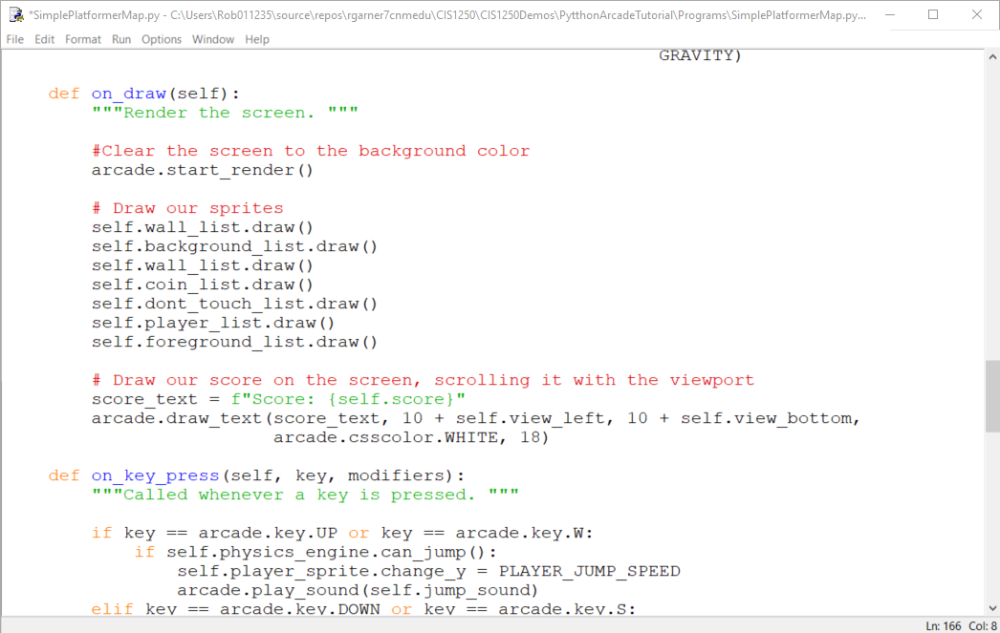 *SimplePlatformerMap.py - C:\Users\Rob011235\source\repos\rgarner7cnmedu\CIS1250\CIS1250Demos\PytthonArcadeTutorial\Programs\SimplePlatformerMap.py...
File Edit Format Run Options Window Help
GRAVITY)
def on_draw(self):
"""Render the screen. """
#Clear the screen to the background color
arcade.start_render()
# Draw our sprites
self.wall_list.draw()
self.background_list.draw()
self.wall_list.draw()
self.coin_list.draw()
self.dont_touch_list.draw()
self.player_list.draw()
self.foreground_list.draw()
# Draw our score on the screen, scrolling it with the viewport
score_text = f"Score: {self.score}"
arcade.draw_text(score_text, 10 + self.view_left, 10 + self.view_bottom,
arcade.csscolor.WHITE, 18)
def on_key_press(self, key, modifiers):
"""Called whenever a key is pressed. """
if key == arcade.key.UP or key == arcade.key.W:
if self.physics_engine.can_jump():
self.player_sprite.change_y = PLAYER_JUMP_SPEED
arcade.play_sound(self.jump_sound)
elif key == arcade.key.DOWN or key == arcade.key.S:
Ln: 166 Col: 8